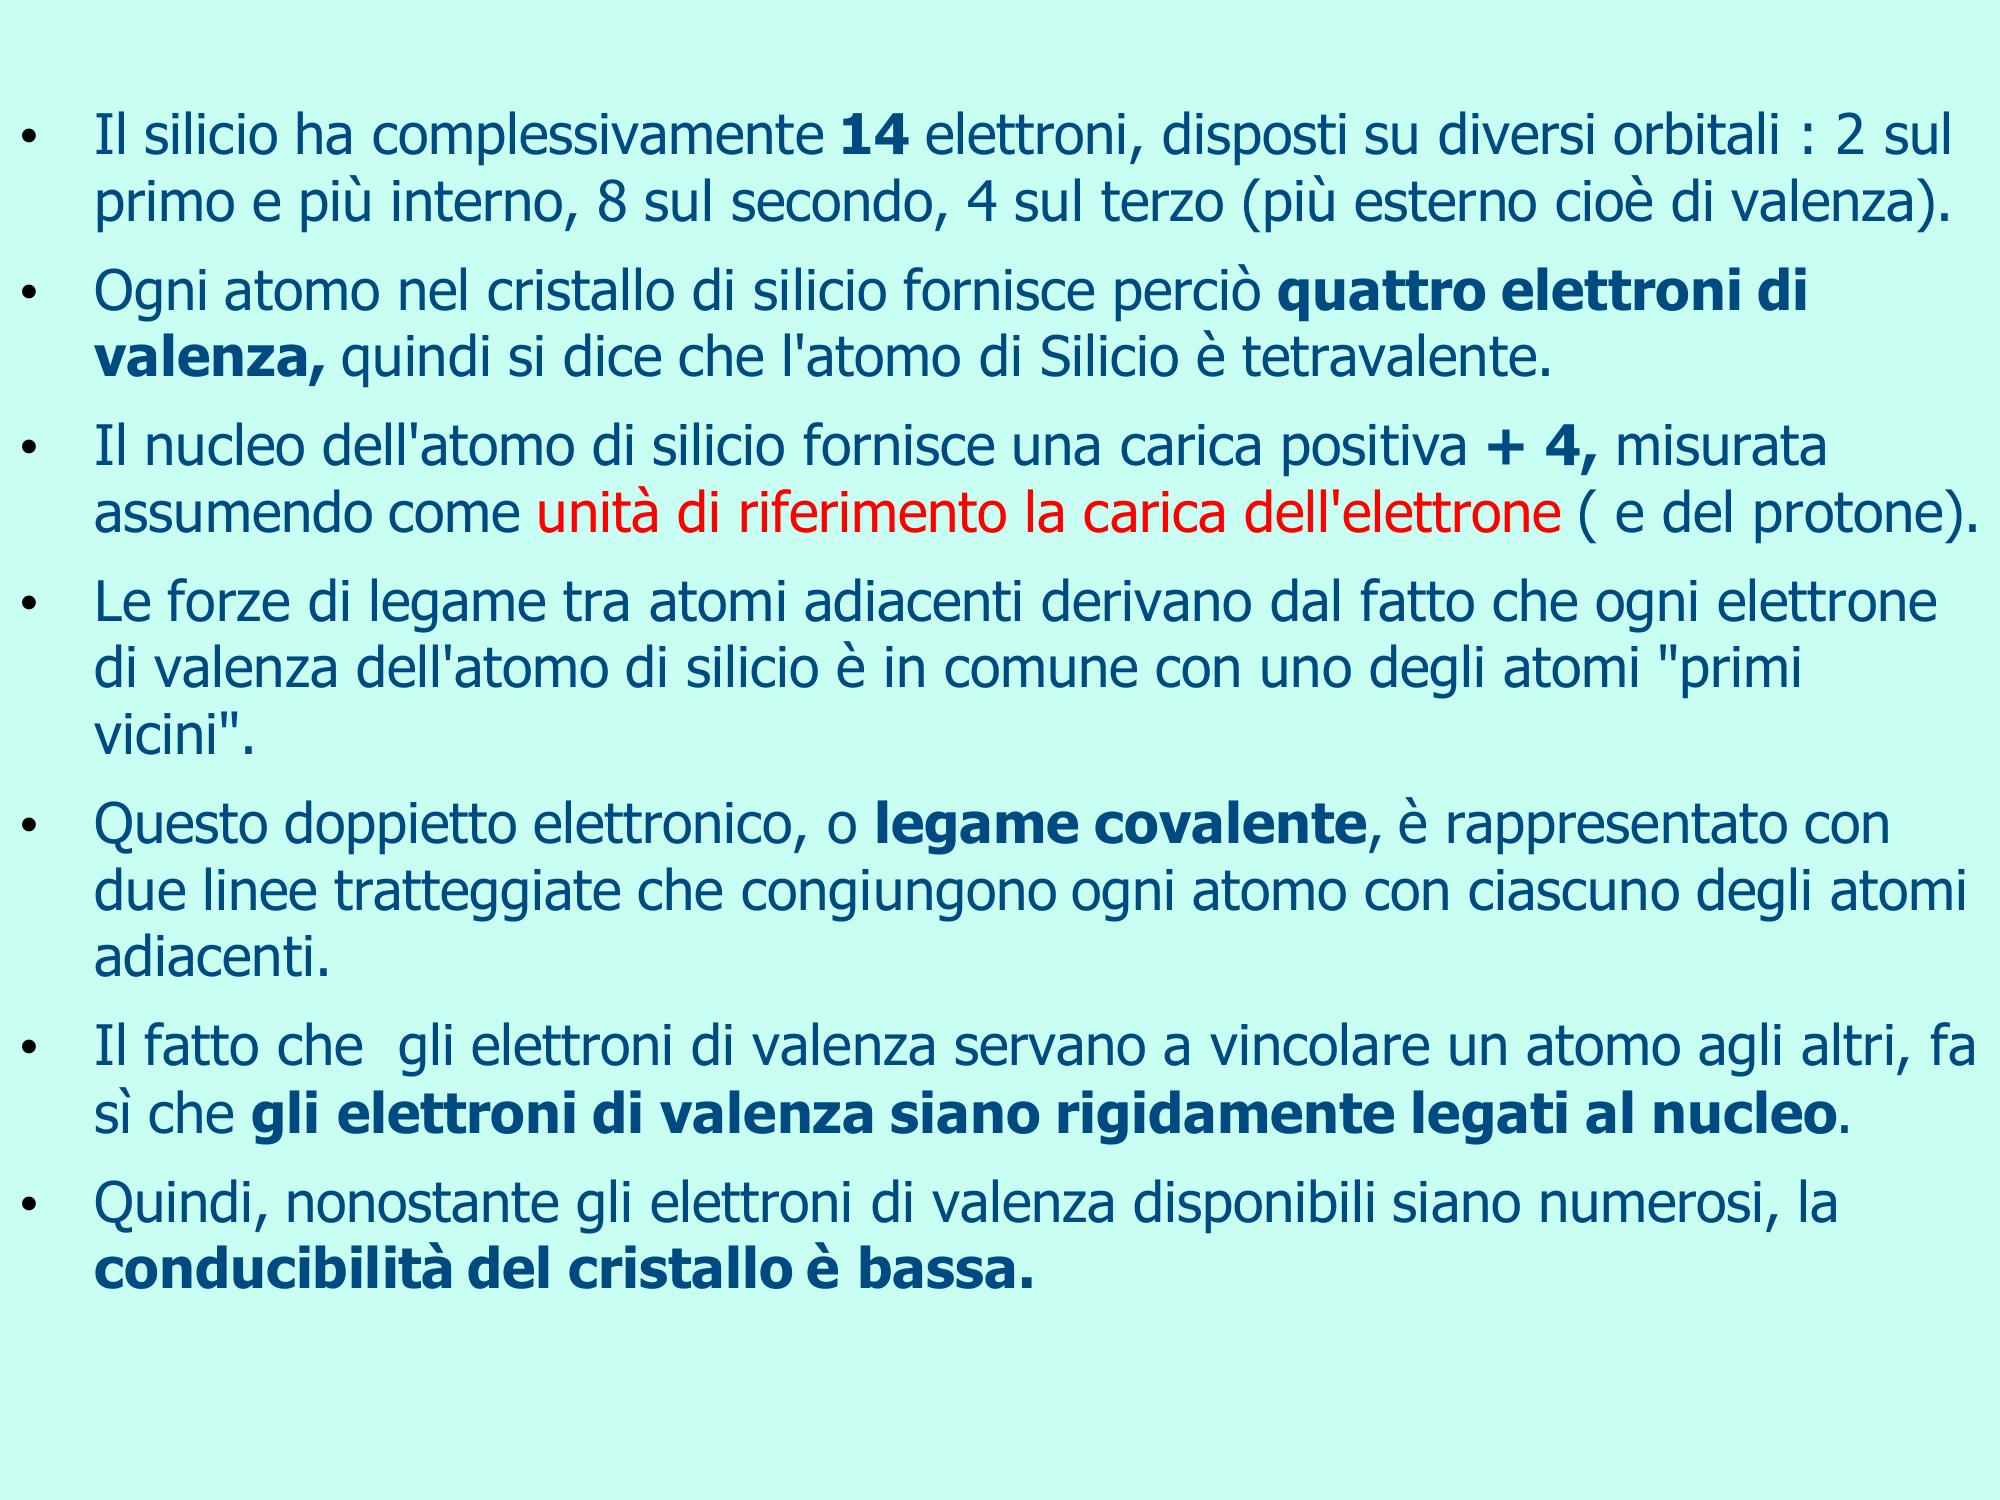 • Il silicio ha complessivamente 14 elettroni, disposti su diversi orbitali : 2 sul
primo e più interno, 8 sul secondo, 4 sul terzo (più esterno cioè di valenza).
• Ogni atomo nel cristallo di silicio fornisce perciò quattro elettroni di
valenza, quindi si dice che l'atomo di Silicio è tetravalente.
• Il nucleo dell'atomo di silicio fornisce una carica positiva + 4, misurata
assumendo come unità di riferimento la carica dell'elettrone ( e del protone).
• Le forze di legame tra atomi adiacenti derivano dal fatto che ogni elettrone
di valenza dell'atomo di silicio è in comune con uno degli atomi "primi
vicini".
• Questo doppietto elettronico, o legame covalente, è rappresentato con
due linee tratteggiate che congiungono ogni atomo con ciascuno degli atomi
adiacenti.
• Il fatto che  gli elettroni di valenza servano a vincolare un atomo agli altri, fa
sì che gli elettroni di valenza siano rigidamente legati al nucleo.
• Quindi, nonostante gli elettroni di valenza disponibili siano numerosi, la
conducibilità del cristallo è bassa.